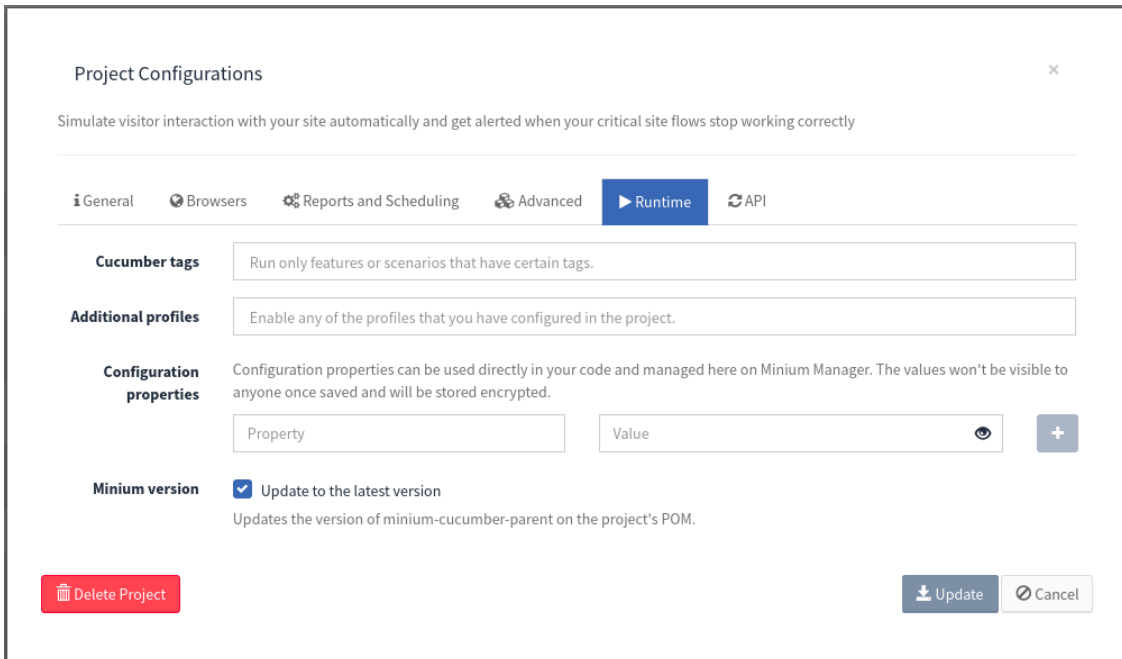 Project Configurations
×
Simulate visitor interaction with your site automatically and get alerted when your critical site flows stop working correctly
General Browsers Reports and Scheduling Advanced Runtime API
Cucumber tags Run only features or scenarios that have certain tags.
Additional profiles Enable any of the profiles that you have configured in the project.
Configuration Configuration properties can be used directly in your code and managed here on Minium Manager. The values won't be visible to
properties anyone once saved and will be stored encrypted.
Property Value
Minium version Update to the latest version
Updates the version of minium-cucumber-parent on the project's POM.
Delete Project Update Cancel